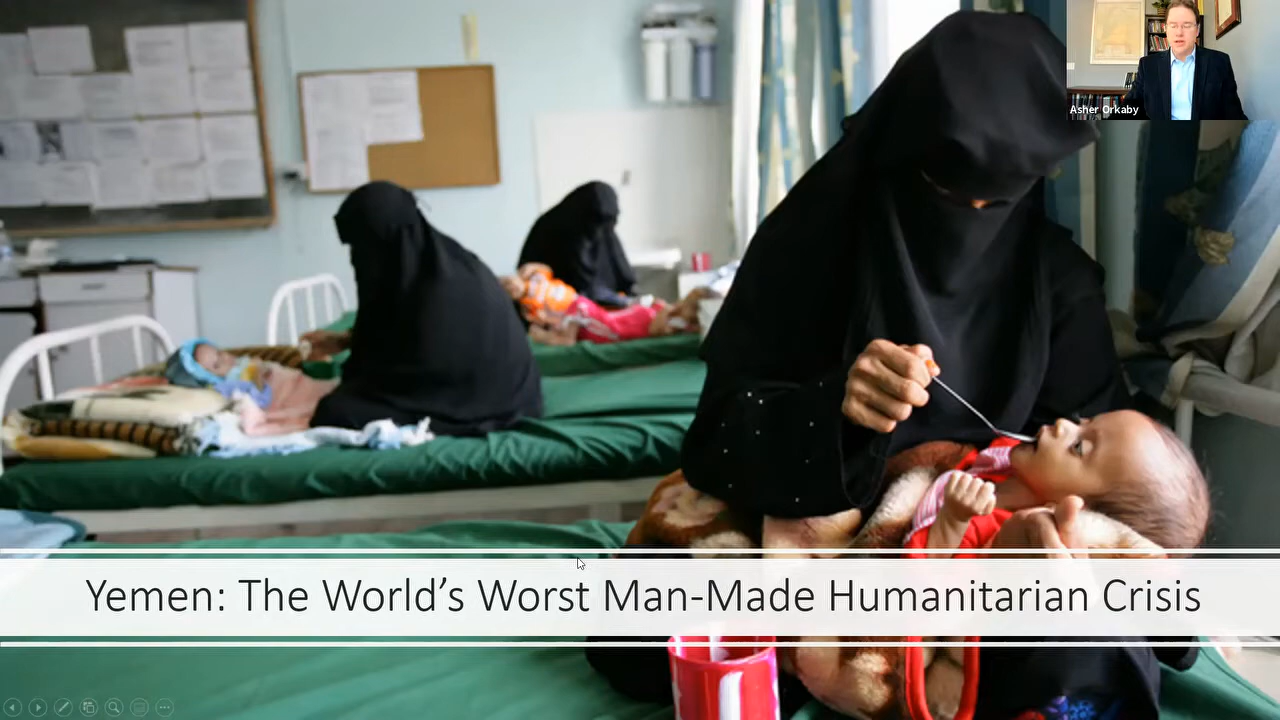 Asher Orkaby
Yemen: The World’s Worst Man-Made Humanitarian Crisis